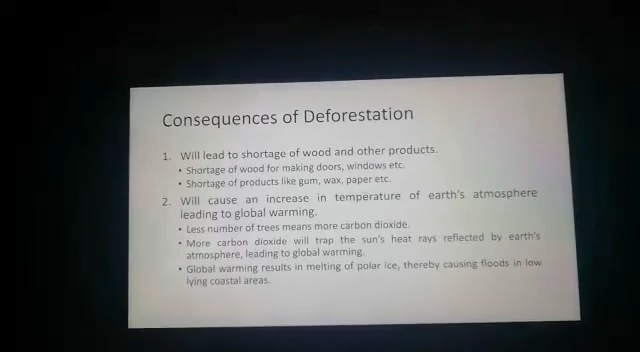 Consequences of Deforestation
1. Will lead to shortage of wood and other products.
• Shortage of wood for making doors, windows etc.
• Shortage of products like gum, wax, paper etc.
2. Will cause an increase in temperature of earth's atmosphere
leading to global warming.
• Less number of trees means more carbon dioxide.
• More carbon dioxide will trap the sun's heat rays reflected by earth's
atmosphere, leading to global warming.
• Global warming results in melting of polar ice, thereby causing floods in low
lying coastal areas.